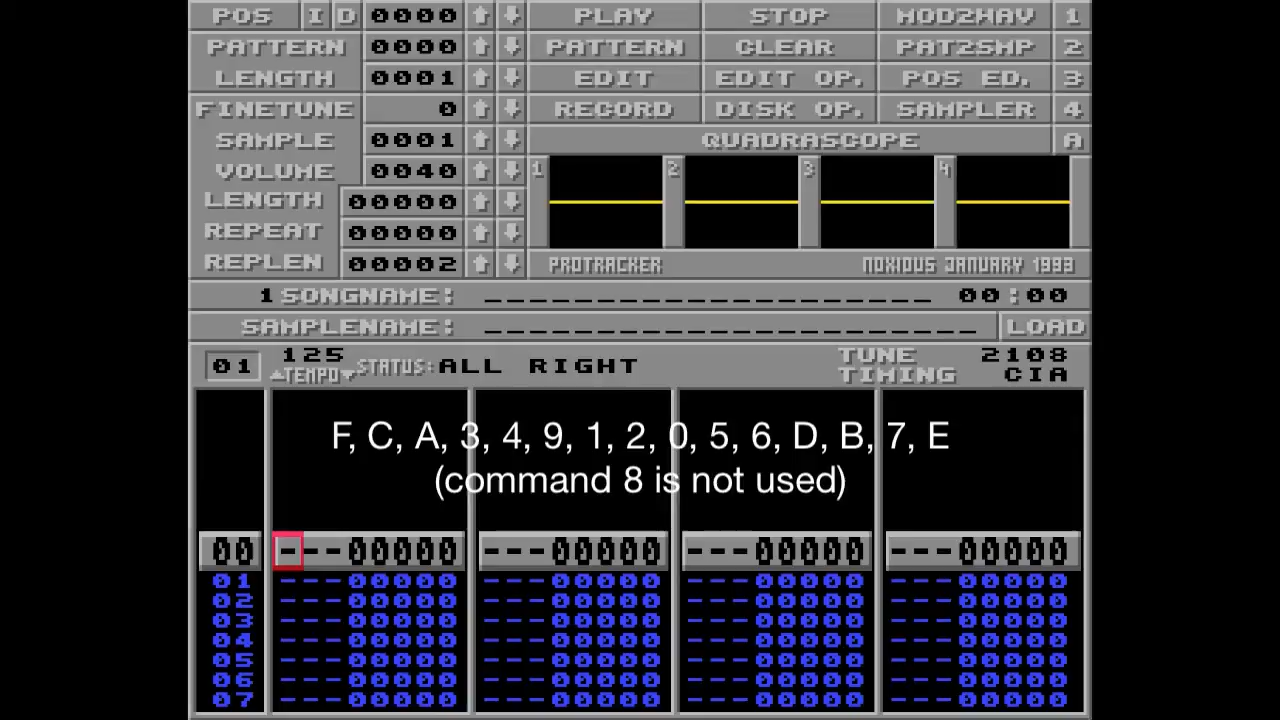 POS I D 0000 PLAY STOP MOD2WAV 1
PATTERN 0000 PATTERN CLEAR PAT2SMP 2
LENGTH 0001 EDIT EDIT OP. POS ED. 3
FINETUNE 0 RECORD DISK OP. SAMPLER 4
SAMPLE 0001 QUADRASCOPE A
VOLUME 0040 1 2 3 4
LENGTH 00000
REPEAT 00000
REPLEN 00002 PROTRACKER NOXIOUS JANUARY 1993
1 SONGNAME: ____________________ 00:00
SAMPLENAME: ______________________ LOAD
01 125 TEMPO STATUS: ALL RIGHT TUNE 2108
TIMING CIA
F, C, A, 3, 4, 9, 1, 2, 0, 5, 6, D, B, 7, E
(command 8 is not used)
00 ---00000 ---00000 ---00000 ---00000
01 ---00000 ---00000 ---00000 ---00000
02 ---00000 ---00000 ---00000 ---00000
03 ---00000 ---00000 ---00000 ---00000
04 ---00000 ---00000 ---00000 ---00000
05 ---00000 ---00000 ---00000 ---00000
06 ---00000 ---00000 ---00000 ---00000
07 ---00000 ---00000 ---00000 ---00000